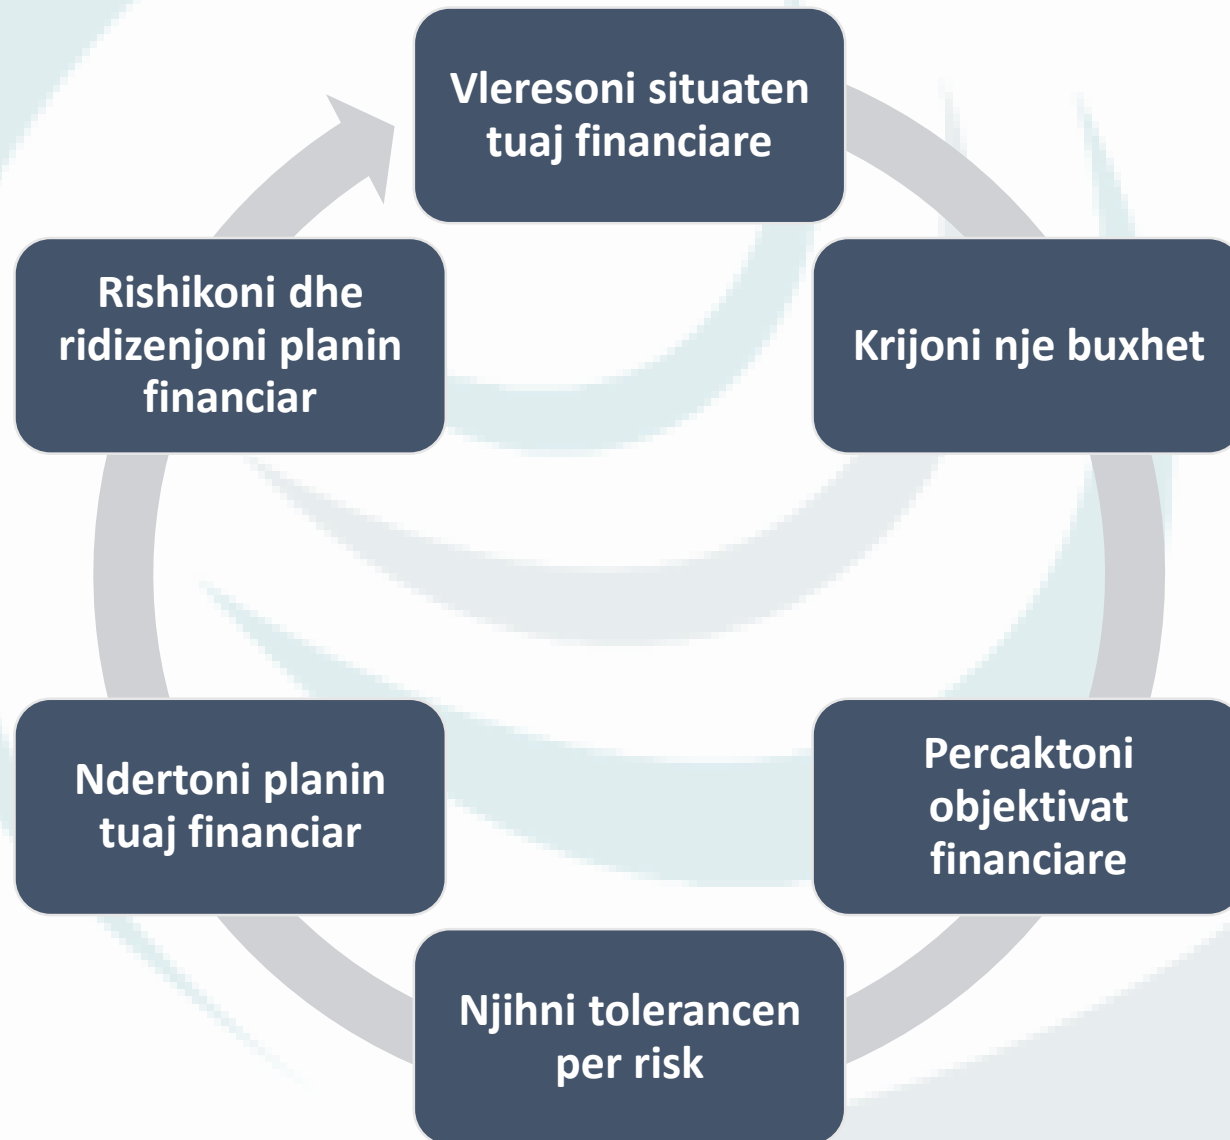 Vleresoni situaten
tuaj financiare
Krijoni nje buxhet
Percaktoni
objektivat
financiare
Njihni tolerancen
per risk
Ndertoni planin
tuaj financiar
Rishikoni dhe
ridizenjoni planin
financiar